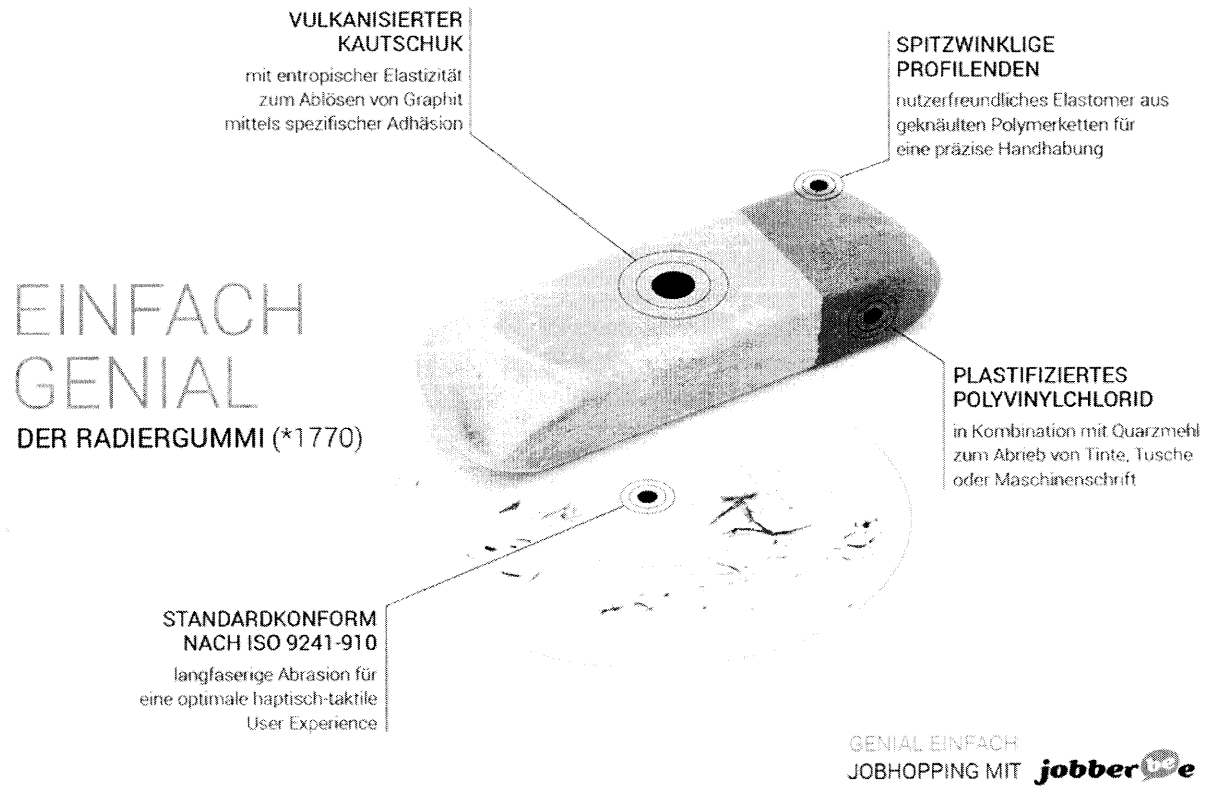 VULKANISIERTER
KAUTSCHUK
mit entropischer Elastizität
zum Ablösen von Graphit
mittels spezifischer Adhäsion
SPITZWINKLIGE
PROFILENDEN
nutzerfreundliches Elastomer aus
geknäulten Polymerketten für
eine präzise Handhabung
EINFACH
GENIAL
DER RADIERGUMMI (*1770)
PLASTIFIZIERTES
POLYVINYLCHLORID
in Kombination mit Quarzmehl
zum Abrieb von Tinte, Tusche
oder Maschinenschrift
STANDARDKONFORM
NACH ISO 9241-910
langfaserige Abrasion für
eine optimale haptisch-taktile
User Experience
GENIAL EINFACH
JOBHOPPING MIT jobberbee